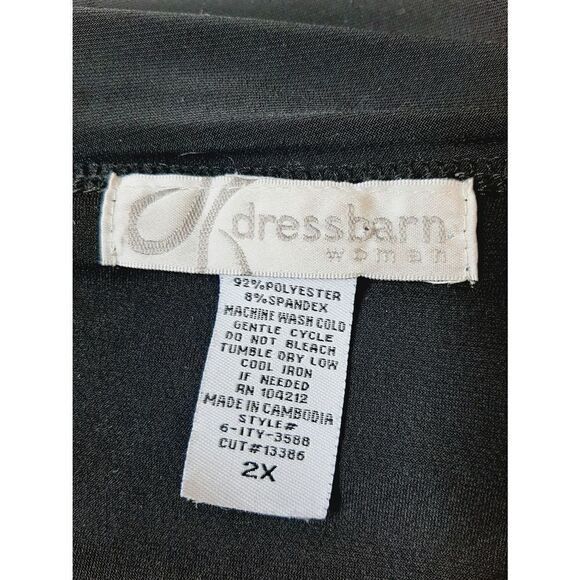 dressbarn
woman
92%POLYESTER
8%SPANDEX
MACHINE WASH COLD
GENTLE CYCLE
DO NOT BLEACH
TUMBLE DRY LOW
COOL IRON
IF NEEDED
RN 104212
MADE IN CAMBODIA
STYLE#
6-ITY-3588
CUT#13386
2X